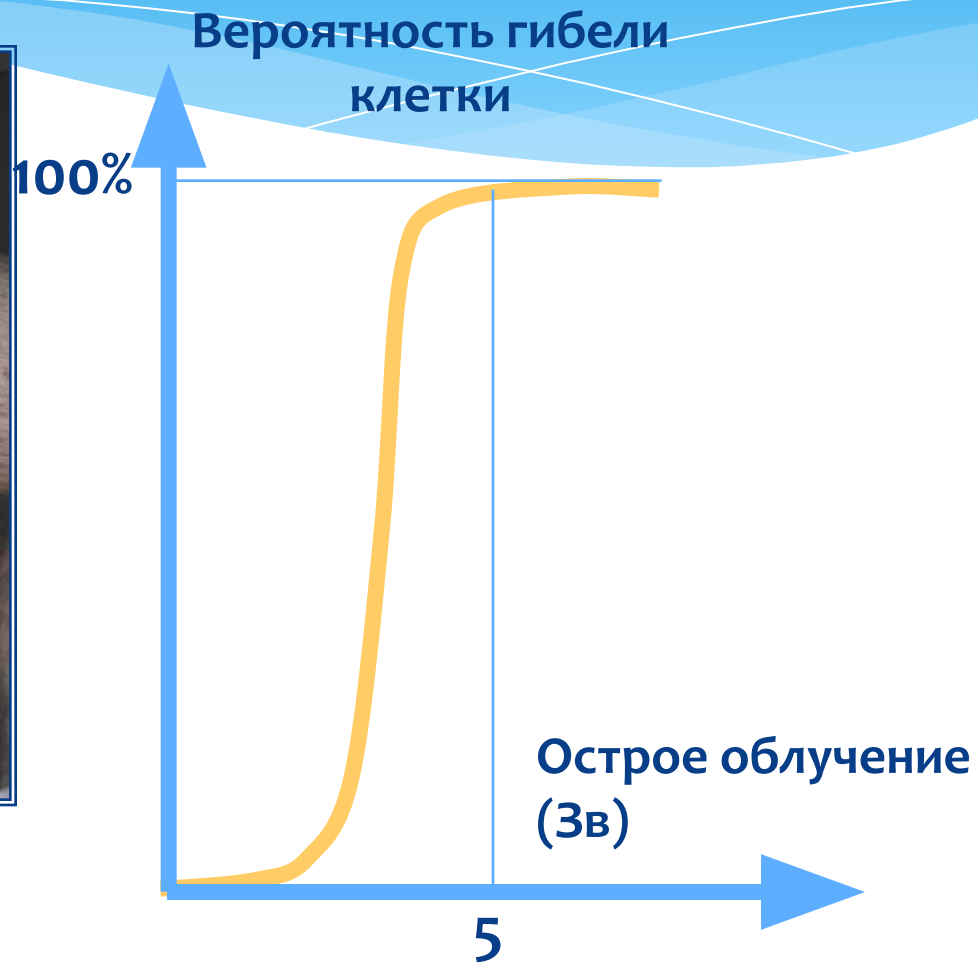 Вероятность гибели
клетки
100%
Острое облучение
(Зв)
5